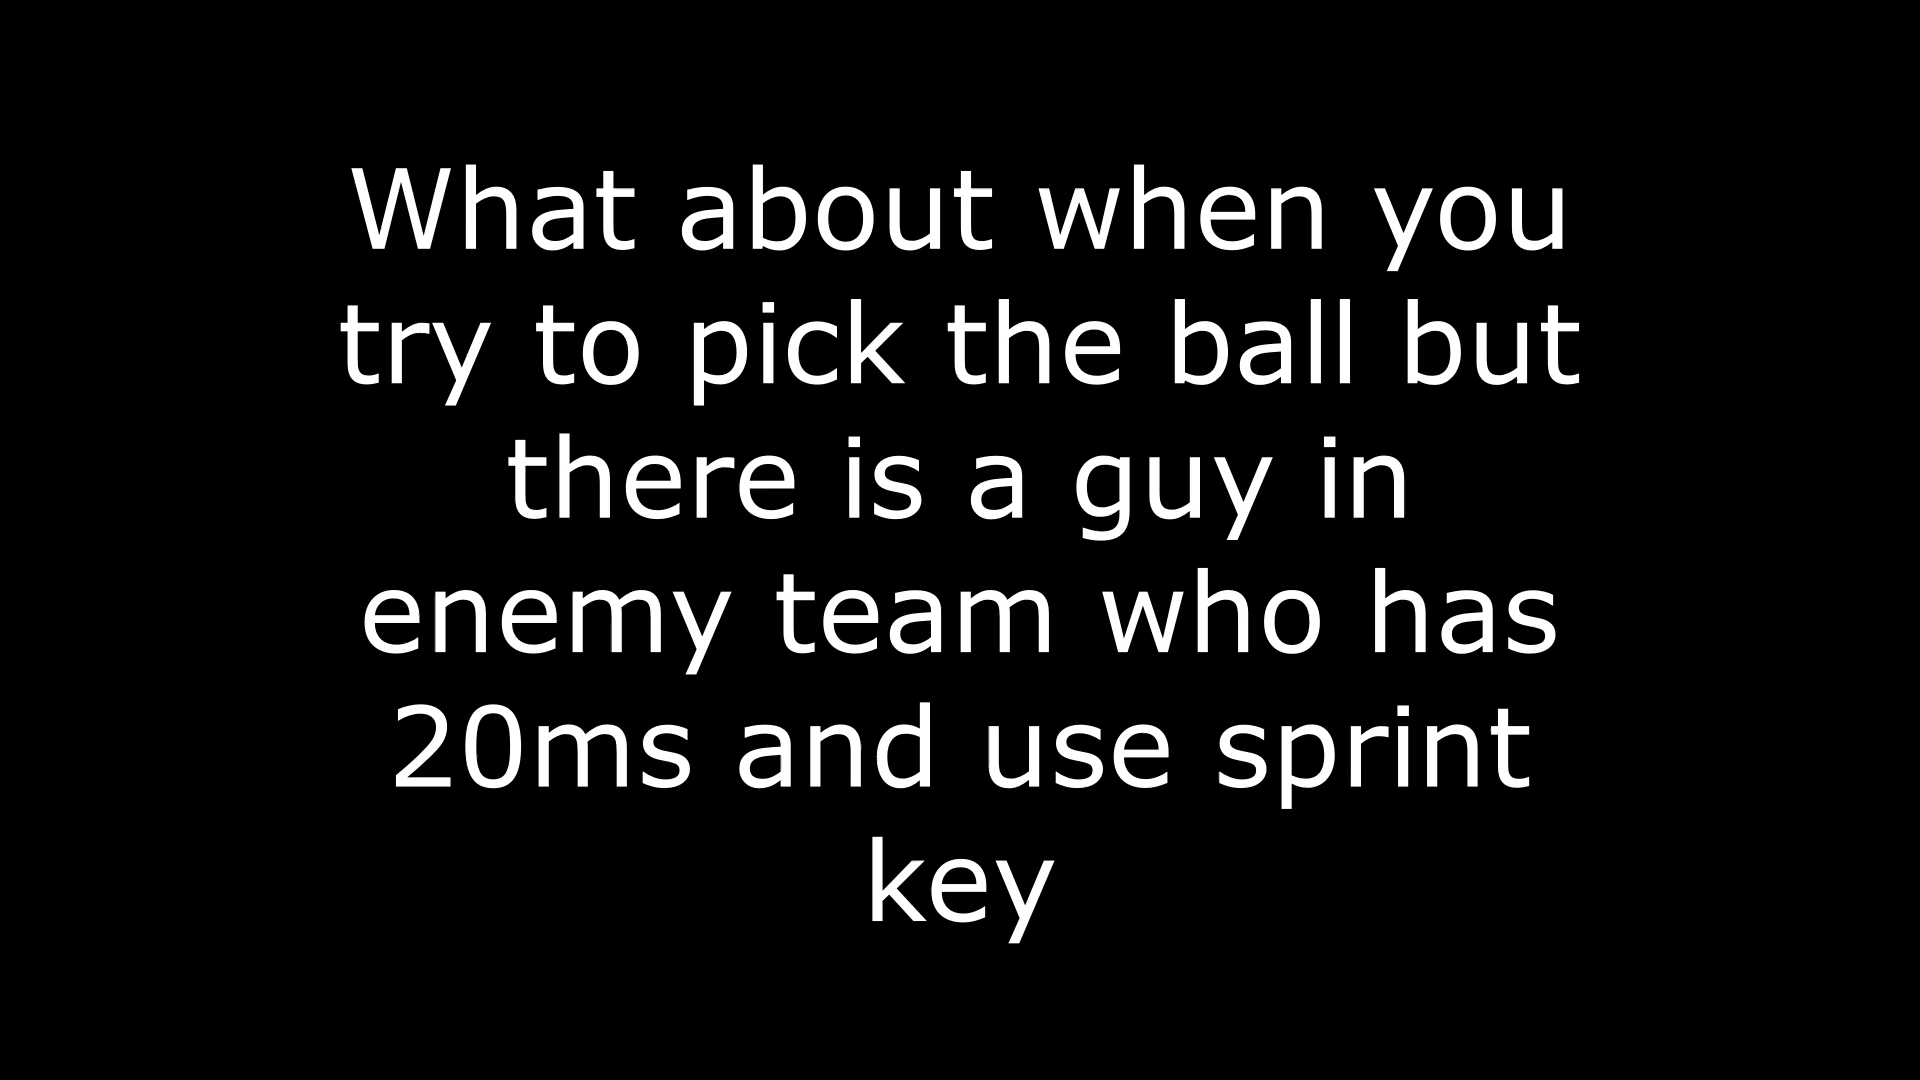 What about when you
try to pick the ball but
there is a guy in
enemy team who has
20ms and use sprint
key